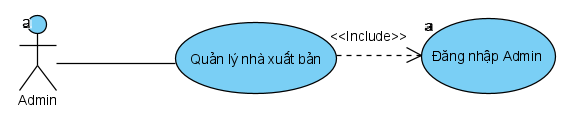 a
Admin
Quản lý nhà xuất bản
<<Include>>
a
Đăng nhập Admin